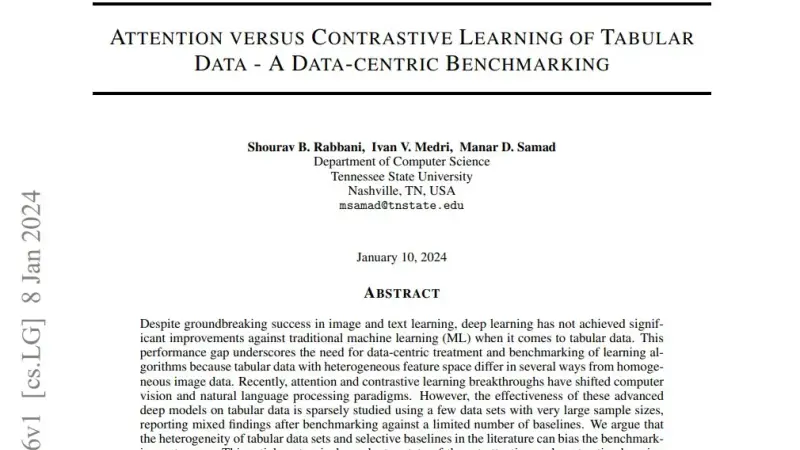 ATTENTION VERSUS CONTRASTIVE LEARNING OF TABULAR
DATA - A DATA-CENTRIC BENCHMARKING
Shourav B. Rabbani, Ivan V. Medri, Manar D. Samad
Department of Computer Science
Tennessee State University
Nashville, TN, USA
msamad@tnstate.edu
6v1 [cs.LG] 8 Jan 2024
January 10, 2024
ABSTRACT
Despite groundbreaking success in image and text learning, deep learning has not achieved signif-
icant improvements against traditional machine learning (ML) when it comes to tabular data. This
performance gap underscores the need for data-centric treatment and benchmarking of learning al-
gorithms because tabular data with heterogeneous feature space differ in several ways from homoge-
neous image data. Recently, attention and contrastive learning breakthroughs have shifted computer
vision and natural language processing paradigms. However, the effectiveness of these advanced
deep models on tabular data is sparsely studied using a few data sets with very large sample sizes,
reporting mixed findings after benchmarking against a limited number of baselines. We argue that
the heterogeneity of tabular data sets and selective baselines in the literature can bias the benchmark-